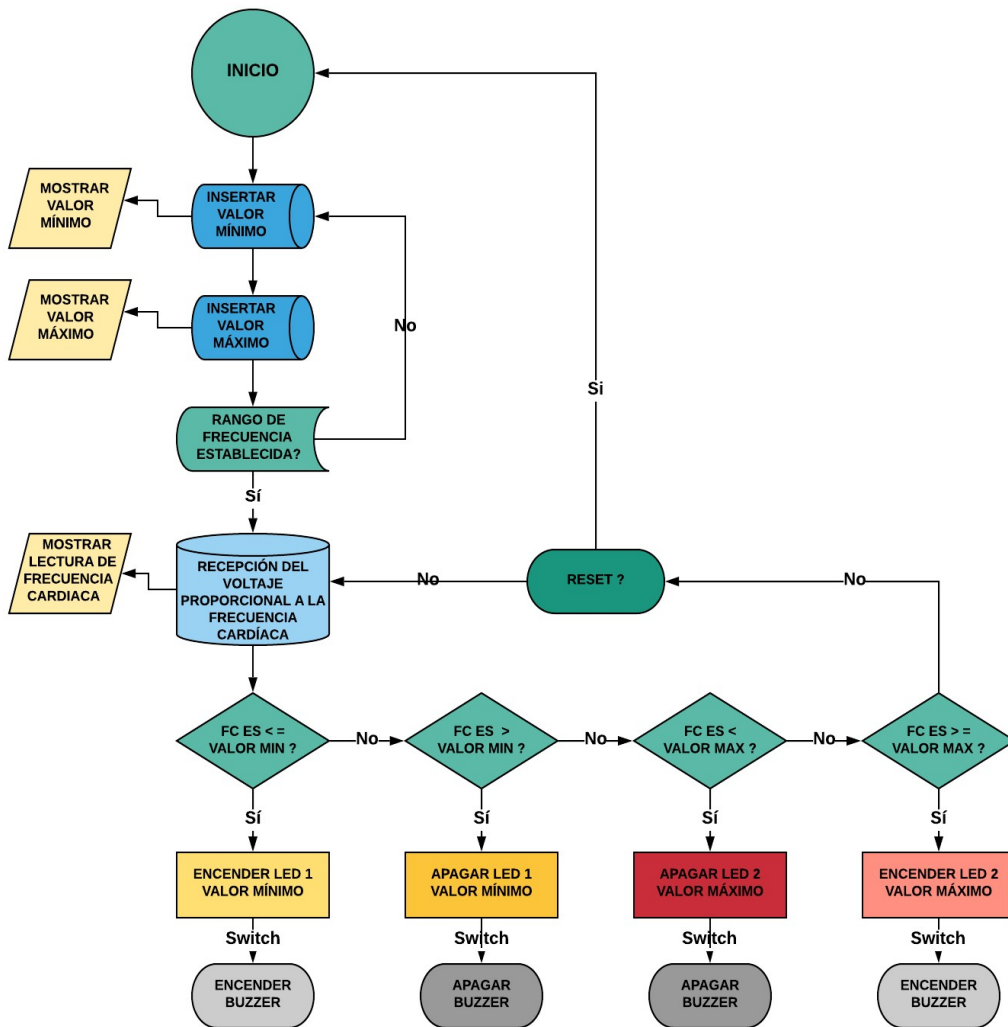 INICIO
MOSTRAR
VALOR
MÍNIMO
INSERTAR
VALOR
MÍNIMO
MOSTRAR
VALOR
MÁXIMO
INSERTAR
VALOR
MÁXIMO
No
Si
RANGO DE
FRECUENCIA
ESTABLECIDA?
Sí
MOSTRAR
LECTURA DE
FRECUENCIA
CARDIACA
RECEPCIÓN DEL
VOLTAJE
PROPORCIONAL A LA
FRECUENCIA
CARDÍACA
No
RESET ?
No
FC ES < =
VALOR MIN ?
No
FC ES >
VALOR MIN ?
No
FC ES <
VALOR MAX ?
No
FC ES > =
VALOR MAX ?
Sí
Sí
Sí
Sí
ENCENDER LED 1
VALOR MÍNIMO
APAGAR LED 1
VALOR MÍNIMO
APAGAR LED 2
VALOR MÁXIMO
ENCENDER LED 2
VALOR MÁXIMO
Switch
Switch
Switch
Switch
ENCENDER
BUZZER
APAGAR
BUZZER
APAGAR
BUZZER
ENCENDER
BUZZER